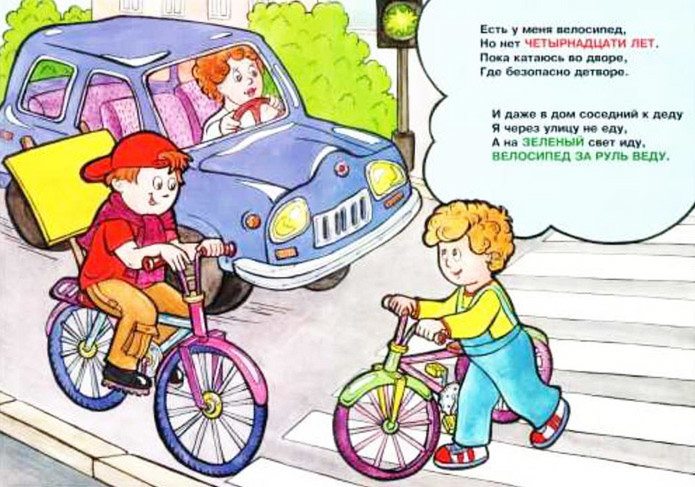 Есть у меня велосипед,
Но нет ЧЕТЫРНАДЦАТИ ЛЕТ.
Пока катаюсь во дворе,
Где безопасно детворе.
И даже в дом соседний к деду
Я через улицу не еду,
А на ЗЕЛЕНЫЙ свет иду,
ВЕЛОСИПЕД ЗА РУЛЬ ВЕДУ.